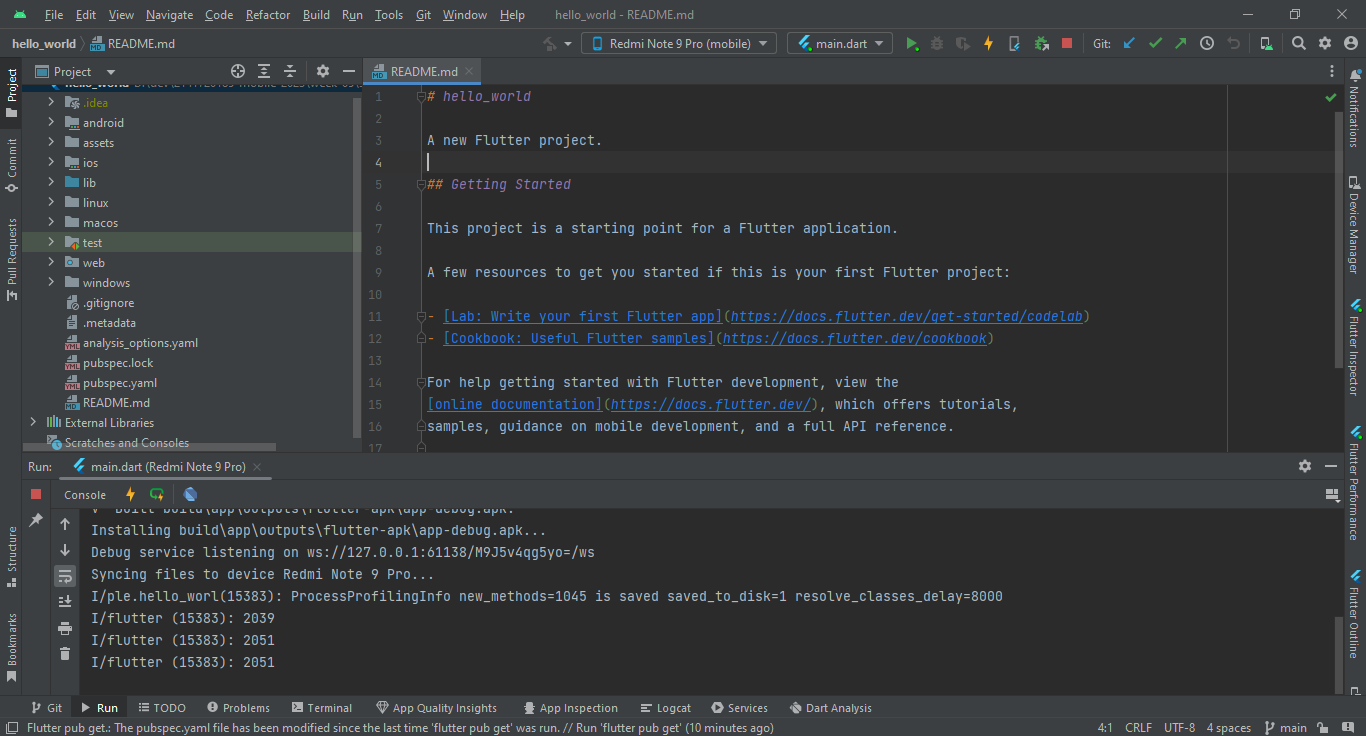 File Edit View Navigate Code Refactor Build Run Tools Git Window Help hello_world - README.md
hello_world README.md Redmi Note 9 Pro (mobile) main.dart Git:
Project
README.md
hello_world
.idea
android
assets
ios
lib
linux
macos
test
web
windows
.gitignore
.metadata
analysis_options.yaml
pubspec.lock
pubspec.yaml
README.md
External Libraries
Scratches and Consoles
1 # hello_world
2
3 A new Flutter project.
4
5 ## Getting Started
6
7 This project is a starting point for a Flutter application.
8
9 A few resources to get you started if this is your first Flutter project:
10
11 - [Lab: Write your first Flutter app](https://docs.flutter.dev/get-started/codelab)
12 - [Cookbook: Useful Flutter samples](https://docs.flutter.dev/cookbook)
13
14 For help getting started with Flutter development, view the
15 [online documentation](https://docs.flutter.dev/), which offers tutorials,
16 samples, guidance on mobile development, and a full API reference.
17
Project
Commit
Pull Requests
Structure
Bookmarks
Notifications
Device Manager
Flutter Inspector
Flutter Performance
Flutter Outline
Run: main.dart (Redmi Note 9 Pro)
Console
√ Built build\app\outputs\flutter-apk\app-debug.apk.
Installing build\app\outputs\flutter-apk\app-debug.apk...
Debug service listening on ws://127.0.0.1:61138/M9J5v4qg5yo=/ws
Syncing files to device Redmi Note 9 Pro...
I/ple.hello_worl(15383): ProcessProfilingInfo new_methods=1045 is saved saved_to_disk=1 resolve_classes_delay=8000
I/flutter (15383): 2039
I/flutter (15383): 2051
I/flutter (15383): 2051
Git Run TODO Problems Terminal App Quality Insights App Inspection Logcat Services Dart Analysis
Flutter pub get.: The pubspec.yaml file has been modified since the last time 'flutter pub get' was run. // Run 'flutter pub get' (10 minutes ago) 4:1 CRLF UTF-8 4 spaces main